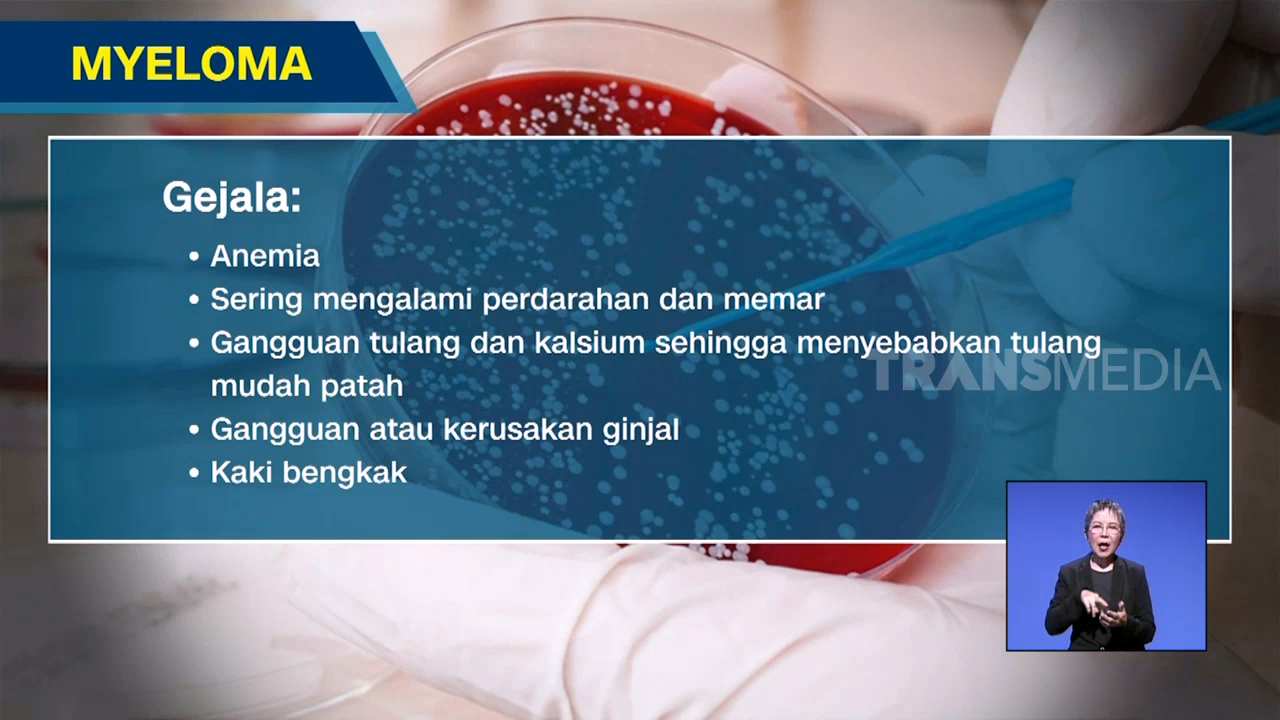 MYELOMA
Gejala:
• Anemia
• Sering mengalami perdarahan dan memar
• Gangguan tulang dan kalsium sehingga menyebabkan tulang
mudah patah
TRANSMEDIA
• Gangguan atau kerusakan ginjal
• Kaki bengkak